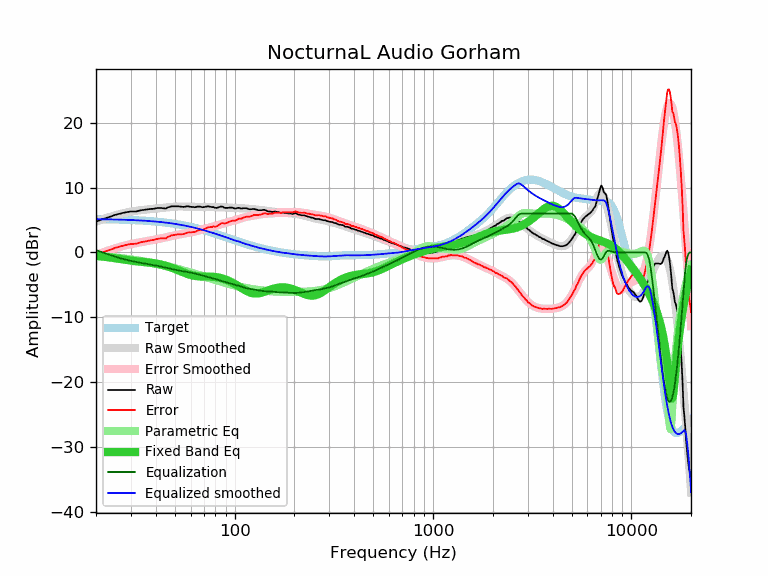 NocturnaL Audio Gorham
Amplitude (dBr)
20
10
0
−10
−20
−30
−40
Target
Raw Smoothed
Error Smoothed
Raw
Error
Parametric Eq
Fixed Band Eq
Equalization
Equalized smoothed
100
1000
10000
Frequency (Hz)